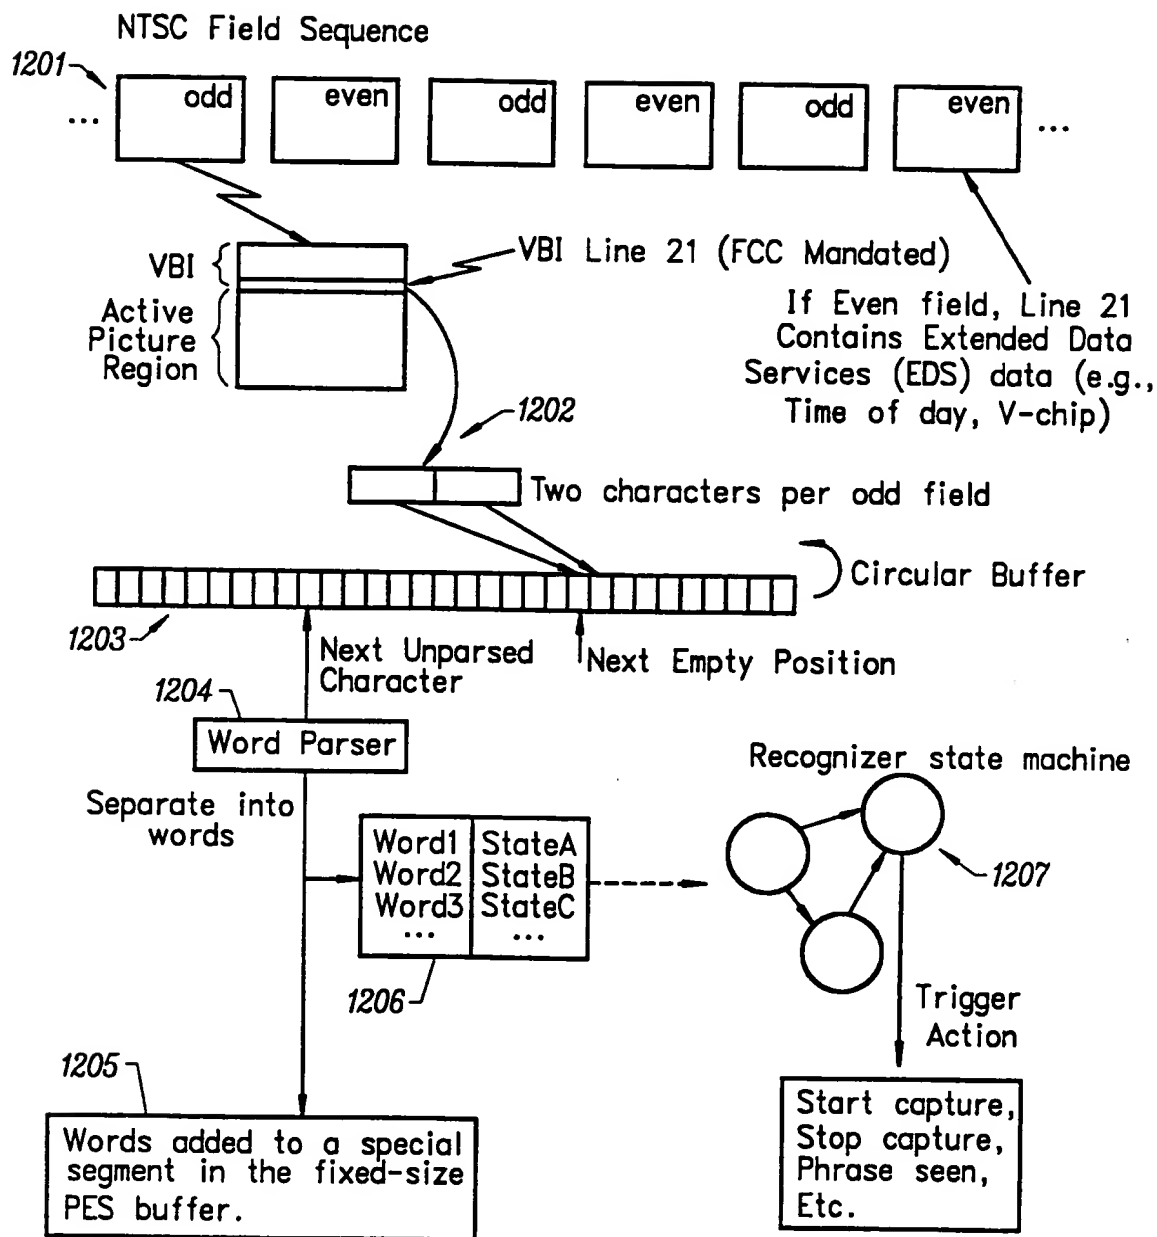 NTSC Field Sequence
1201
odd
even
odd
even
odd
even
...
...
VBI
VBI Line 21 (FCC Mandated)
Active
Picture
Region
If Even field, Line 21
Contains Extended Data
Services (EDS) data (e.g.,
Time of day, V-chip)
1202
Two characters per odd field
Circular Buffer
1203
Next Unparsed
Character
Next Empty Position
1204
Word Parser
Separate into
words
Word1 StateA
Word2 StateB
Word3 StateC
... ...
1206
Recognizer state machine
1207
Trigger
Action
1205
Words added to a special
segment in the fixed-size
PES buffer.
Start capture,
Stop capture,
Phrase seen,
Etc.